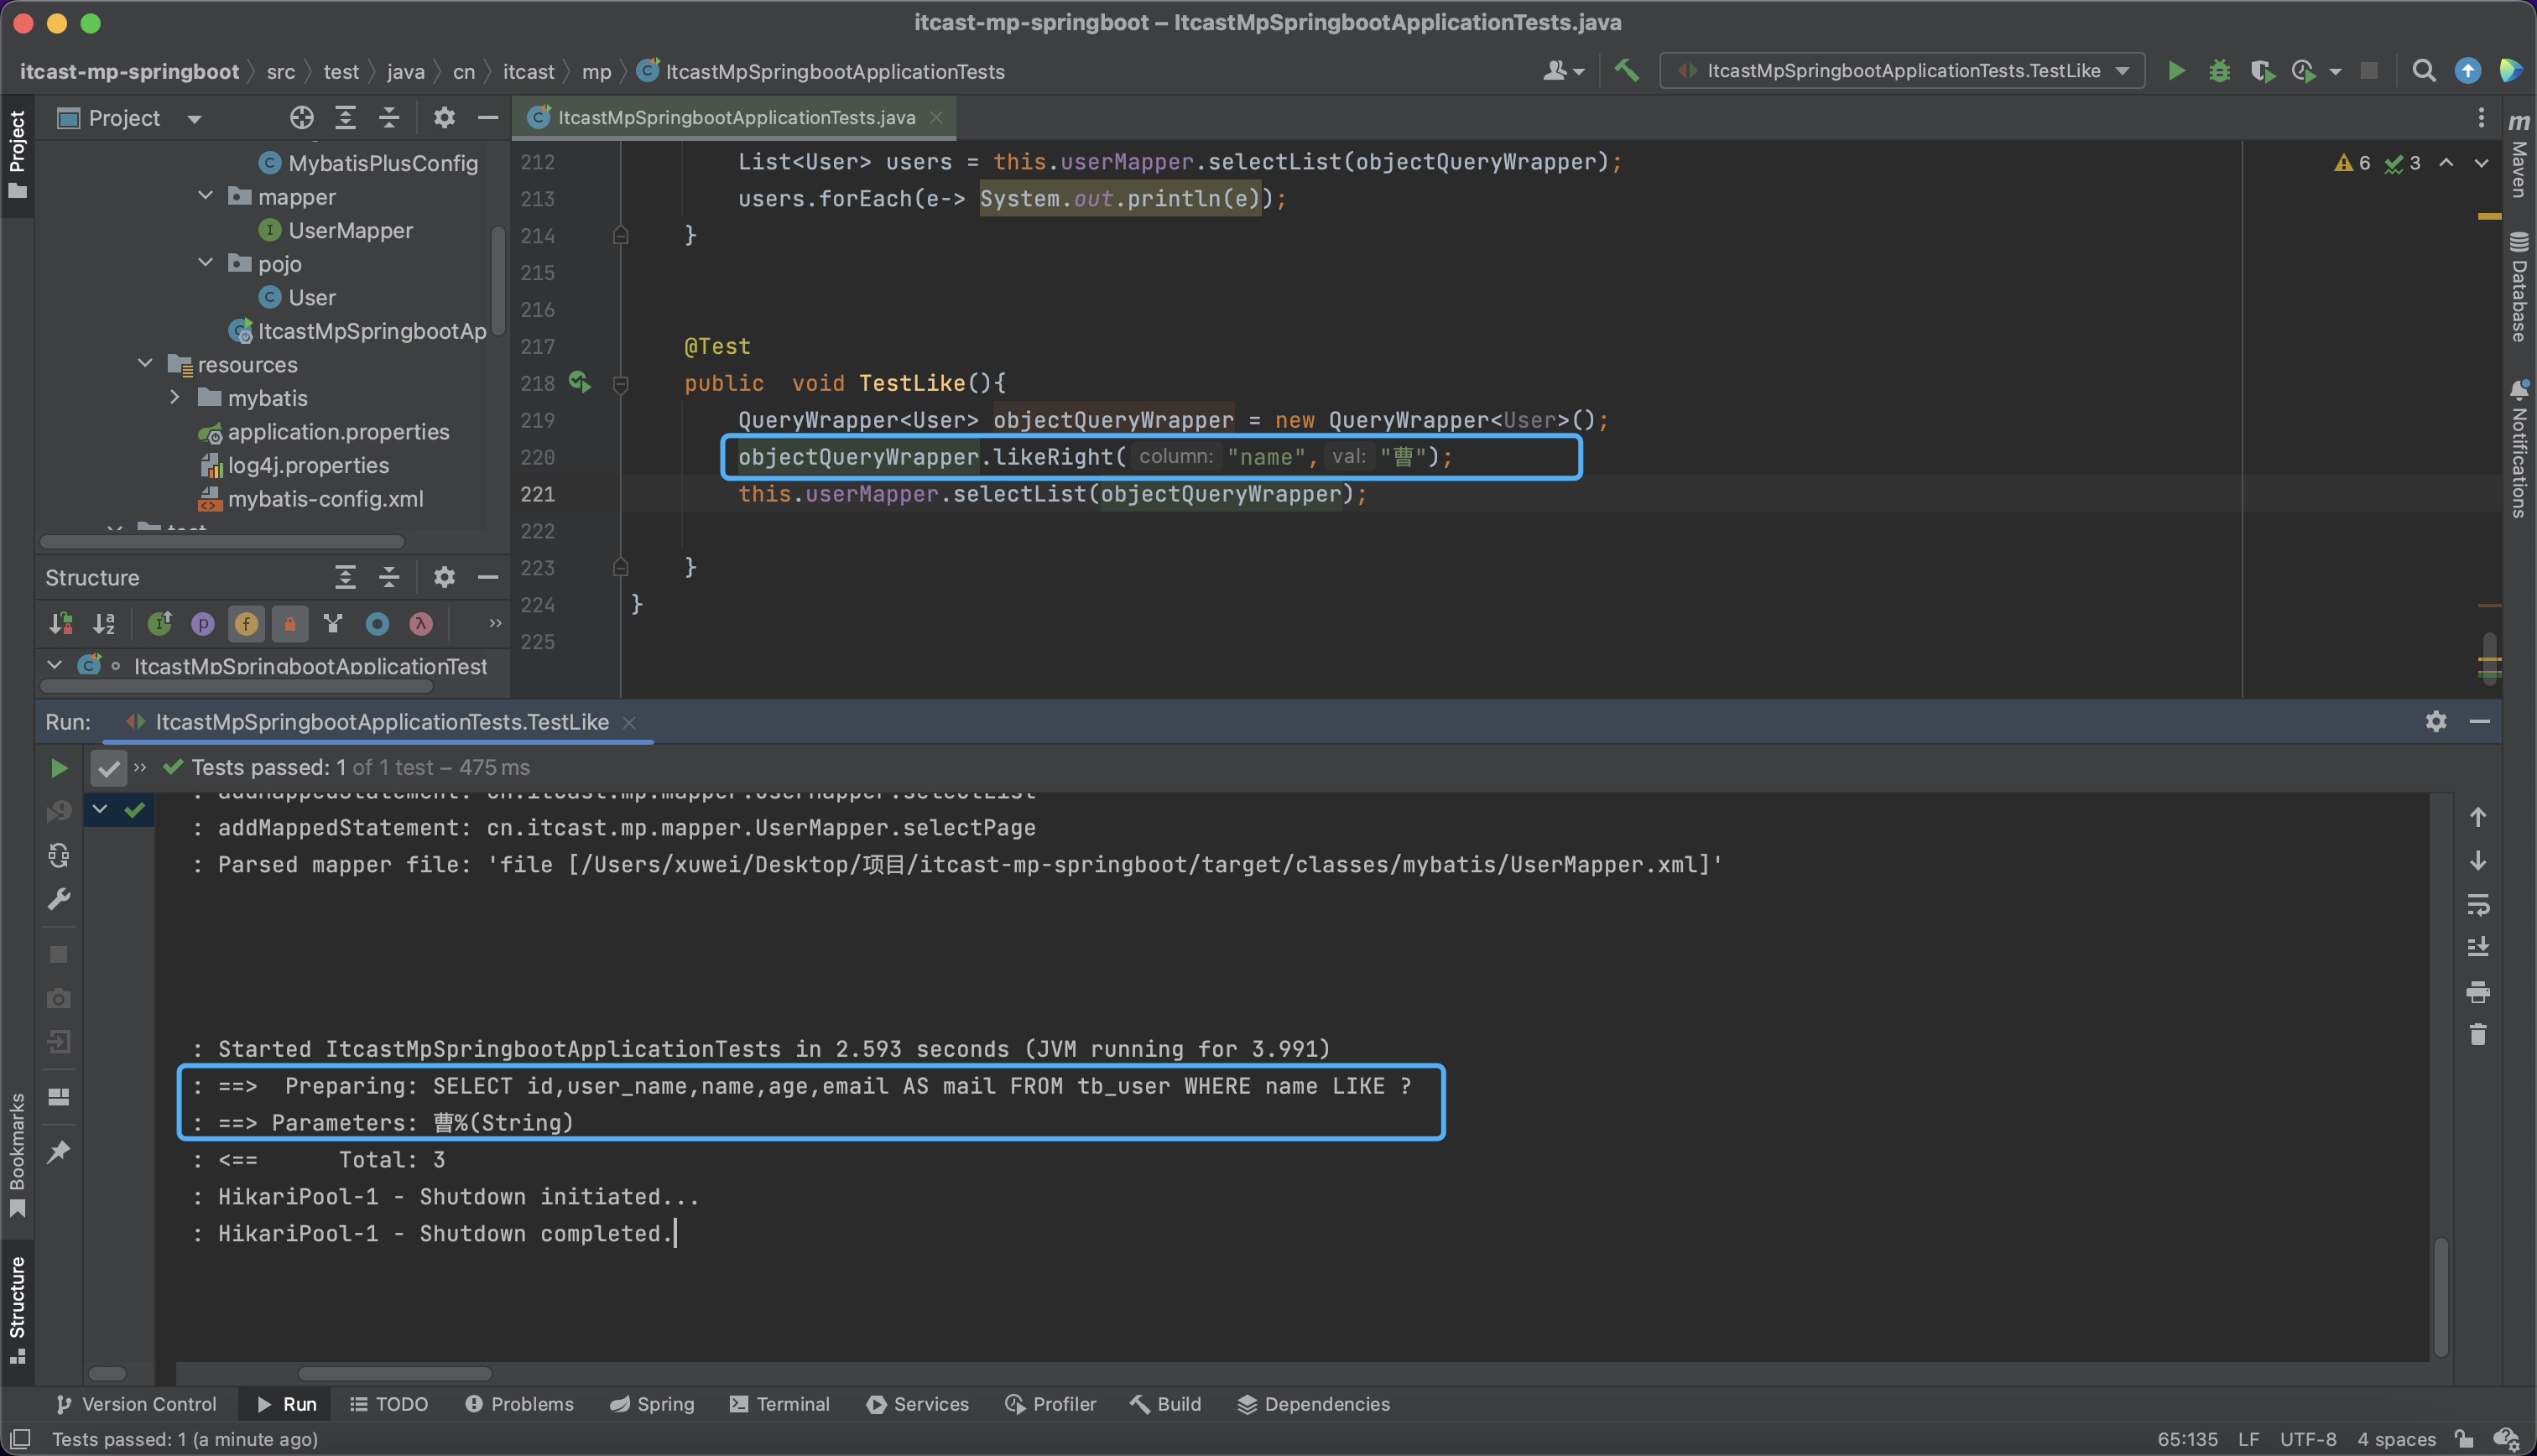 itcast-mp-springboot – ItcastMpSpringbootApplicationTests.java
itcast-mp-springboot src test java cn itcast mp ItcastMpSpringbootApplicationTests
ItcastMpSpringbootApplicationTests.TestLike
Project
Project
MybatisPlusConfig
mapper
UserMapper
pojo
User
ItcastMpSpringbootAp
resources
mybatis
application.properties
log4j.properties
mybatis-config.xml
test
Structure
ItcastMpSpringbootApplicationTest
ItcastMpSpringbootApplicationTests.java
6 3
212 List<User> users = this.userMapper.selectList(objectQueryWrapper);
213 users.forEach(e-> System.out.println(e));
214 }
215
216
217 @Test
218 public void TestLike(){
219 QueryWrapper<User> objectQueryWrapper = new QueryWrapper<User>();
220 objectQueryWrapper.likeRight( column: "name", val: "曹");
221 this.userMapper.selectList(objectQueryWrapper);
222
223 }
224 }
225
Maven
Database
Notifications
Run: ItcastMpSpringbootApplicationTests.TestLike
Tests passed: 1 of 1 test – 475 ms
: addMappedStatement: cn.itcast.mp.mapper.UserMapper.selectList
: addMappedStatement: cn.itcast.mp.mapper.UserMapper.selectPage
: Parsed mapper file: 'file [/Users/xuwei/Desktop/项目/itcast-mp-springboot/target/classes/mybatis/UserMapper.xml]'
: Started ItcastMpSpringbootApplicationTests in 2.593 seconds (JVM running for 3.991)
: ==>  Preparing: SELECT id,user_name,name,age,email AS mail FROM tb_user WHERE name LIKE ?
: ==> Parameters: 曹%(String)
: <==      Total: 3
: HikariPool-1 - Shutdown initiated...
: HikariPool-1 - Shutdown completed.
Bookmarks
Structure
Version Control Run TODO Problems Spring Terminal Services Profiler Build Dependencies
Tests passed: 1 (a minute ago) 65:135 LF UTF-8 4 spaces